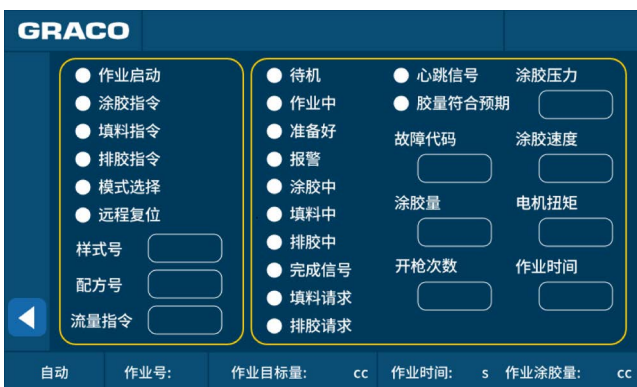 GRACO
作业启动
涂胶指令
填料指令
排胶指令
模式选择
远程复位
样式号
配方号
流量指令
待机
作业中
准备好
报警
涂胶中
填料中
排胶中
完成信号
填料请求
排胶请求
心跳信号
胶量符合预期
故障代码
涂胶量
开枪次数
涂胶压力
涂胶速度
电机扭矩
作业时间
自动 作业号: 作业目标量: cc 作业时间: s 作业涂胶量: cc